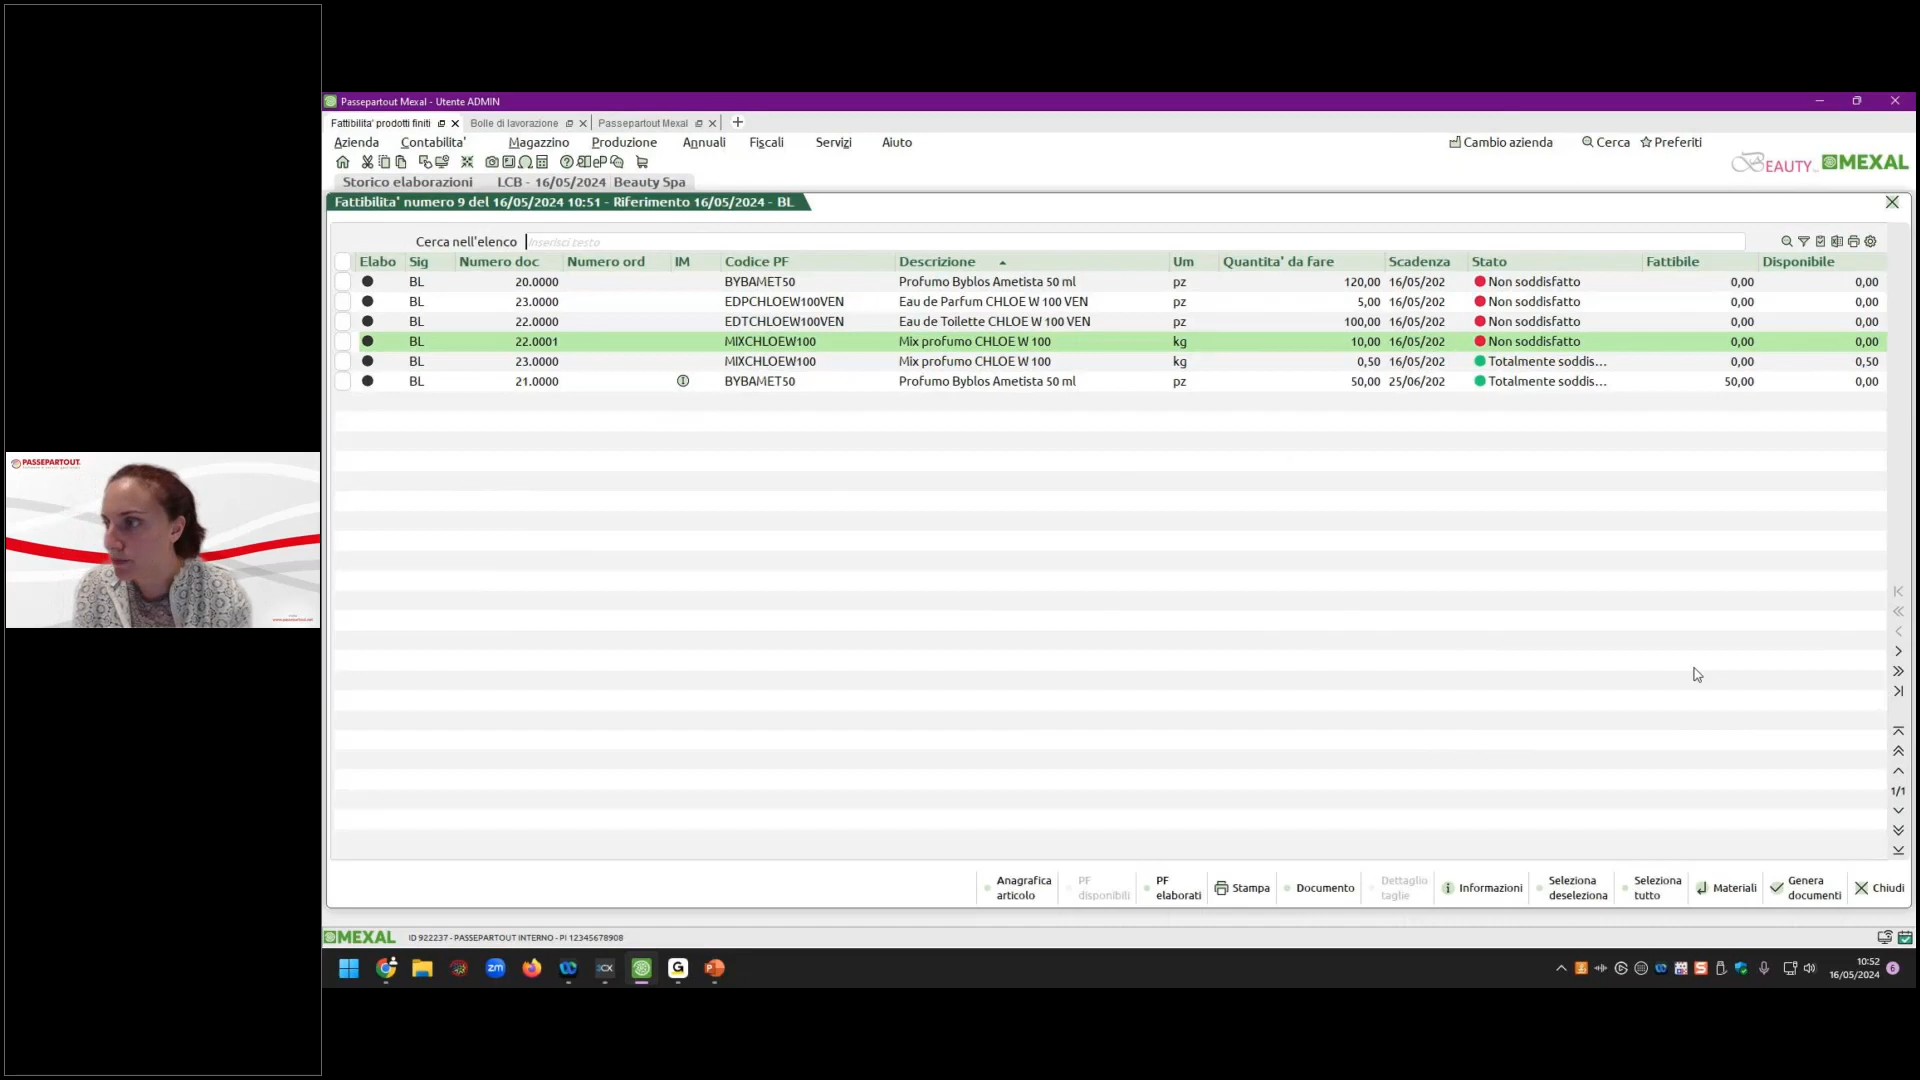 Passepartout Mexal - Utente ADMIN
Fattibilita' prodotti finiti Bolle di lavorazione Passepartout Mexal
Azienda Contabilita' Magazzino Produzione Annuali Fiscali Servizi Aiuto Cambio azienda Cerca Preferiti
BEAUTY MEXAL
Storico elaborazioni LCB - 16/05/2024 Beauty Spa
Fattibilita' numero 9 del 16/05/2024 10:51 - Riferimento 16/05/2024 - BL
Cerca nell'elenco Inserisci testo
Elabo Sig Numero doc Numero ord IM Codice PF Descrizione Um Quantita' da fare Scadenza Stato Fattibile Disponibile
BL 20.0000 BYBAMET50 Profumo Byblos Ametista 50 ml pz 120,00 16/05/202 Non soddisfatto 0,00 0,00
BL 23.0000 EDPCHLOEW100VEN Eau de Parfum CHLOE W 100 VEN pz 5,00 16/05/202 Non soddisfatto 0,00 0,00
BL 22.0000 EDTCHLOEW100VEN Eau de Toilette CHLOE W 100 VEN pz 100,00 16/05/202 Non soddisfatto 0,00 0,00
BL 22.0001 MIXCHLOEW100 Mix profumo CHLOE W 100 kg 10,00 16/05/202 Non soddisfatto 0,00 0,00
BL 23.0000 MIXCHLOEW100 Mix profumo CHLOE W 100 kg 0,50 16/05/202 Totalmente soddis... 0,00 0,50
BL 21.0000 BYBAMET50 Profumo Byblos Ametista 50 ml pz 50,00 25/06/202 Totalmente soddis... 50,00 0,00
PASSEPARTOUT
1/1
Anagrafica articolo PF disponibili PF elaborati Stampa Documento Dettaglio taglie Informazioni Seleziona deseleziona Seleziona tutto Materiali Genera documenti Chiudi
MEXAL ID 922237 - PASSEPARTOUT INTERNO - PI 12345678908
10:52
16/05/2024 6